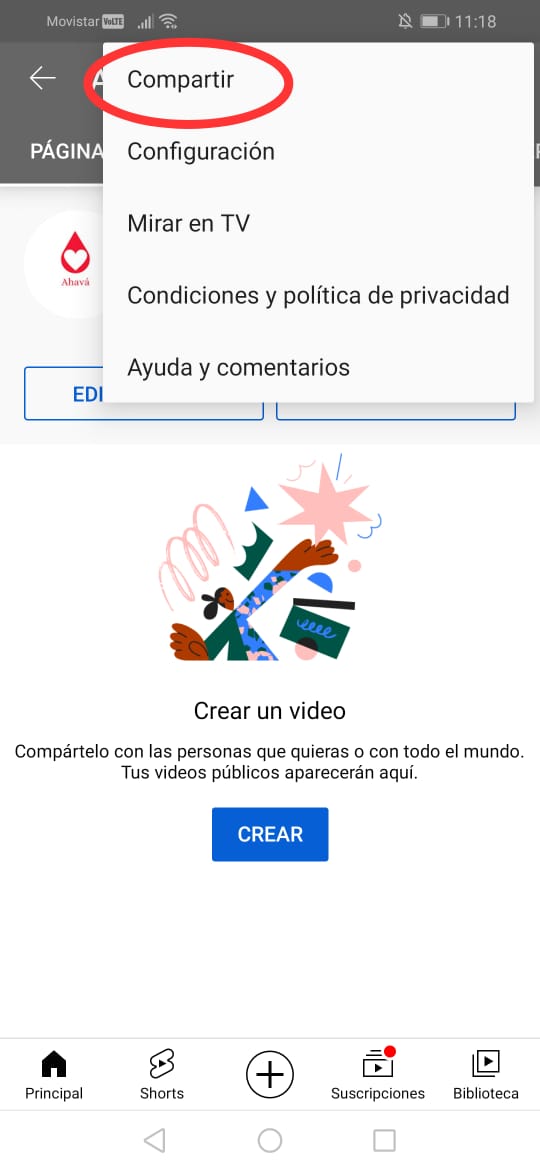 Movistar VoLTE 11:18
Compartir
PÁGINA
Configuración
Mirar en TV
Ahavá
Condiciones y política de privacidad
Ayuda y comentarios
Crear un video
Compártelo con las personas que quieras o con todo el mundo.
Tus videos públicos aparecerán aquí.
CREAR
Principal Shorts Suscripciones Biblioteca